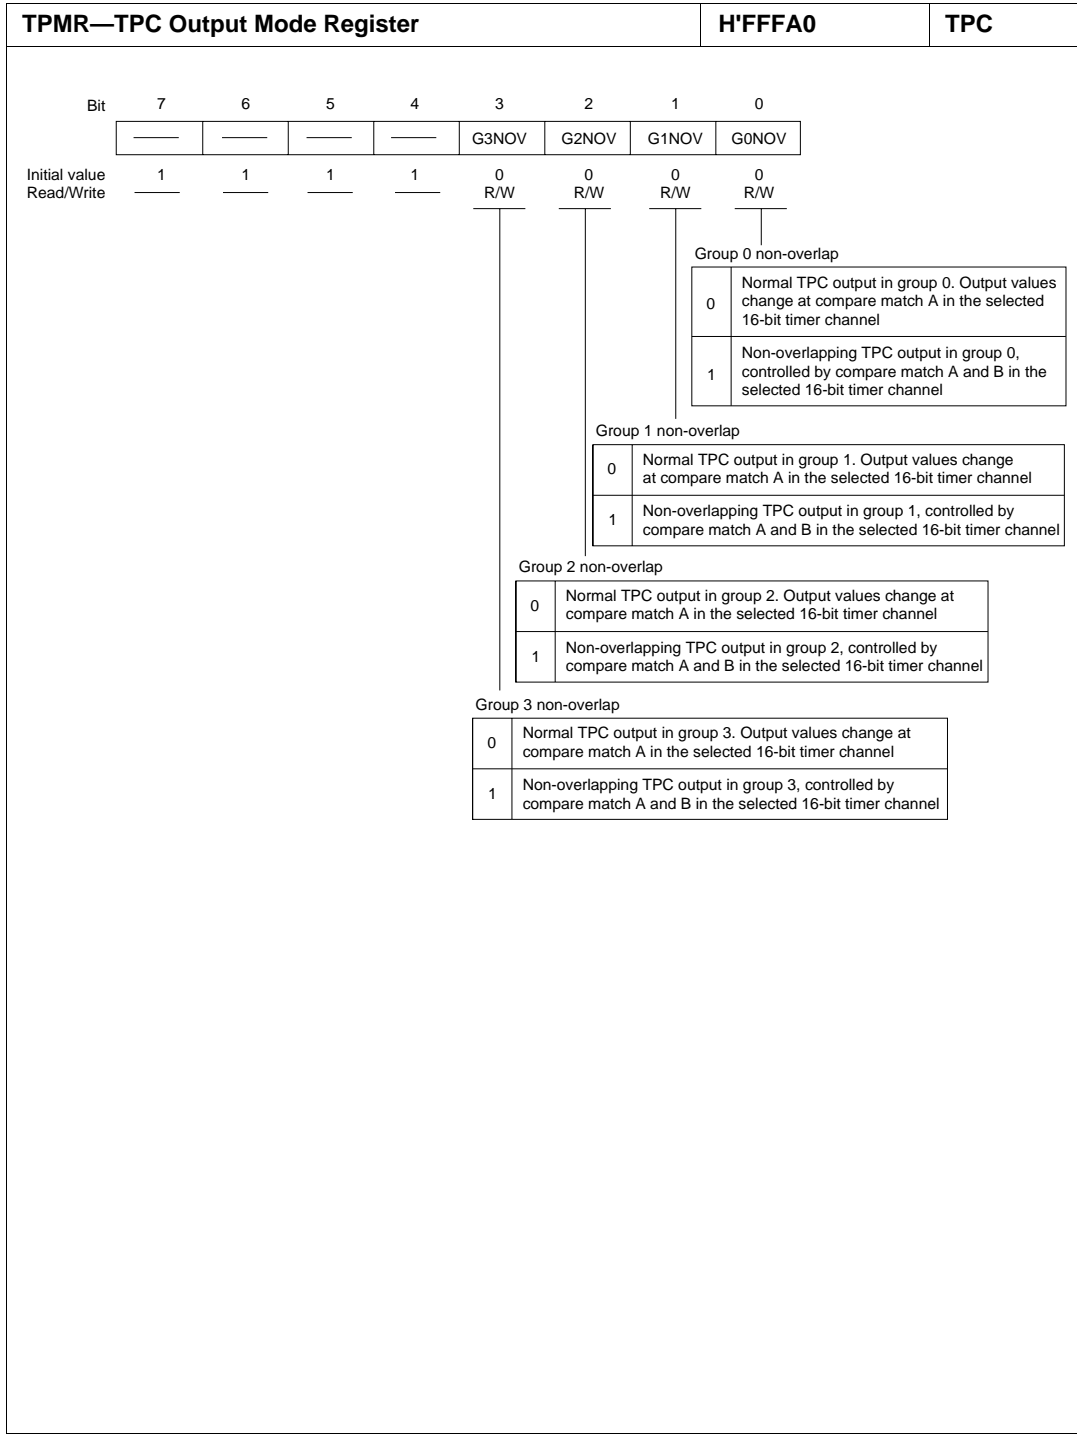 TPMR—TPC Output Mode Register H'FFFA0 TPC
Bit 7 6 5 4 3 2 1 0
G3NOV G2NOV G1NOV G0NOV
Initial value 1 1 1 1 0 0 0 0
Read/Write R/W R/W R/W R/W
Group 0 non-overlap
0 Normal TPC output in group 0. Output values
change at compare match A in the selected
16-bit timer channel
1 Non-overlapping TPC output in group 0,
controlled by compare match A and B in the
selected 16-bit timer channel
Group 1 non-overlap
0 Normal TPC output in group 1. Output values change
at compare match A in the selected 16-bit timer channel
1 Non-overlapping TPC output in group 1, controlled by
compare match A and B in the selected 16-bit timer channel
Group 2 non-overlap
0 Normal TPC output in group 2. Output values change at
compare match A in the selected 16-bit timer channel
1 Non-overlapping TPC output in group 2, controlled by
compare match A and B in the selected 16-bit timer channel
Group 3 non-overlap
0 Normal TPC output in group 3. Output values change at
compare match A in the selected 16-bit timer channel
1 Non-overlapping TPC output in group 3, controlled by
compare match A and B in the selected 16-bit timer channel